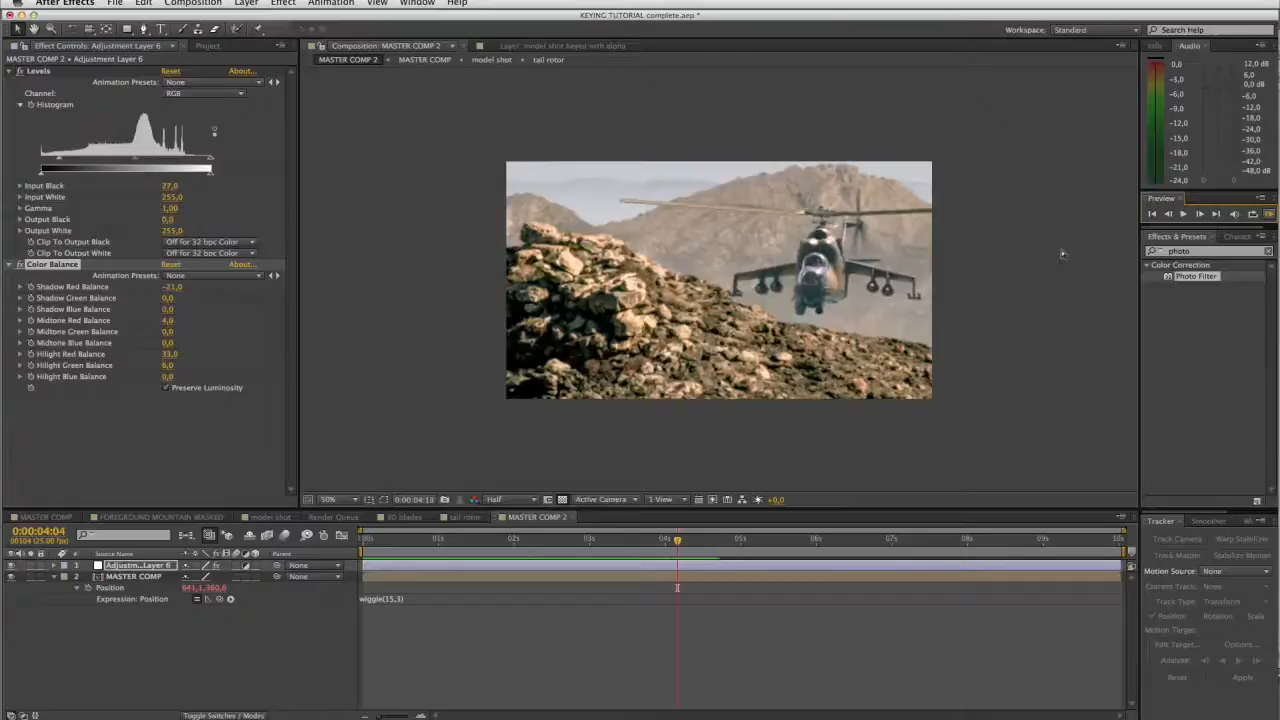 After Effects File Edit Composition Layer Effect Animation View Window Help
KEYING TUTORIAL complete.aep *
Workspace: Standard Search Help
Effect Controls: Adjustment Layer 6 Project
Composition: MASTER COMP 2 Layer: model shot keyed with alpha
Info Audio
MASTER COMP 2 • Adjustment Layer 6
MASTER COMP 2 MASTER COMP model shot tail rotor
Levels Reset About...
Animation Presets: None
Channel: RGB
Histogram
Input Black 27,0
Input White 255,0
Gamma 1,00
Output Black 0,0
Output White 255,0
Clip To Output Black Off for 32 bpc Color
Clip To Output White Off for 32 bpc Color
Color Balance Reset About...
Animation Presets: None
Shadow Red Balance -21,0
Shadow Green Balance 0,0
Shadow Blue Balance 0,0
Midtone Red Balance 4,0
Midtone Green Balance 0,0
Midtone Blue Balance 0,0
Hilight Red Balance 33,0
Hilight Green Balance 6,0
Hilight Blue Balance 0,0
Preserve Luminosity
0,0 12,0 dB
-3,0 6,0 dB
-6,0 0,0 dB
-9,0 -6,0 dB
-12,0 -12,0 dB
-15,0 -18,0 dB
-18,0 -24,0 dB
-21,0 -30,0 dB
-24,0 -36,0 dB
-42,0 dB
-48,0 dB
Preview
Effects & Presets Charact
photo
Color Correction
Photo Filter
50% 0:00:04:18 Half Active Camera 1 View +0,0
MASTER COMP FOREGROUND MOUNTAIN MASKED model shot Render Queue 3D blades tail rotor MASTER COMP 2
0:00:04:04
Source Name Parent
:00s 01s 02s 03s 04s 05s 06s 07s 08s 09s 10s
1 Adjustm...Layer 6 None
2 MASTER COMP None
Position 641,1,360,6
Expression: Position wiggle(15,3)
Toggle Switches / Modes
Tracker Smoother
Track Camera Warp Stabilizer
Track Motion Stabilize Motion
Motion Source: None
Current Track: None
Track Type: Transform
Position Rotation Scale
Motion Target:
Edit Target... Options...
Analyze:
Reset Apply